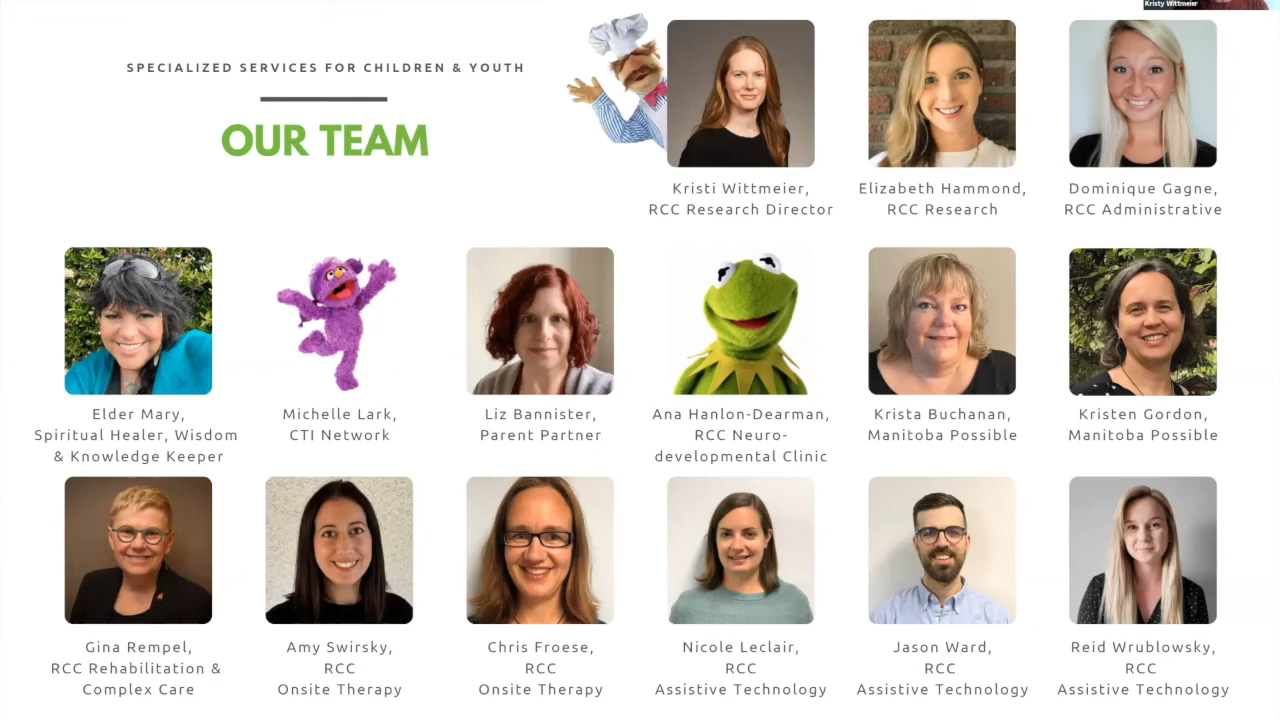 Kristy Wittmeier
SPECIALIZED SERVICES FOR CHILDREN & YOUTH
OUR TEAM
Kristi Wittmeier,
RCC Research Director
Elizabeth Hammond,
RCC Research
Dominique Gagne,
RCC Administrative
Elder Mary,
Spiritual Healer, Wisdom
& Knowledge Keeper
Michelle Lark,
CTI Network
Liz Bannister,
Parent Partner
Ana Hanlon-Dearman,
RCC Neuro-
developmental Clinic
Krista Buchanan,
Manitoba Possible
Kristen Gordon,
Manitoba Possible
Gina Rempel,
RCC Rehabilitation &
Complex Care
Amy Swirsky,
RCC
Onsite Therapy
Chris Froese,
RCC
Onsite Therapy
Nicole Leclair,
RCC
Assistive Technology
Jason Ward,
RCC
Assistive Technology
Reid Wrublowsky,
RCC
Assistive Technology